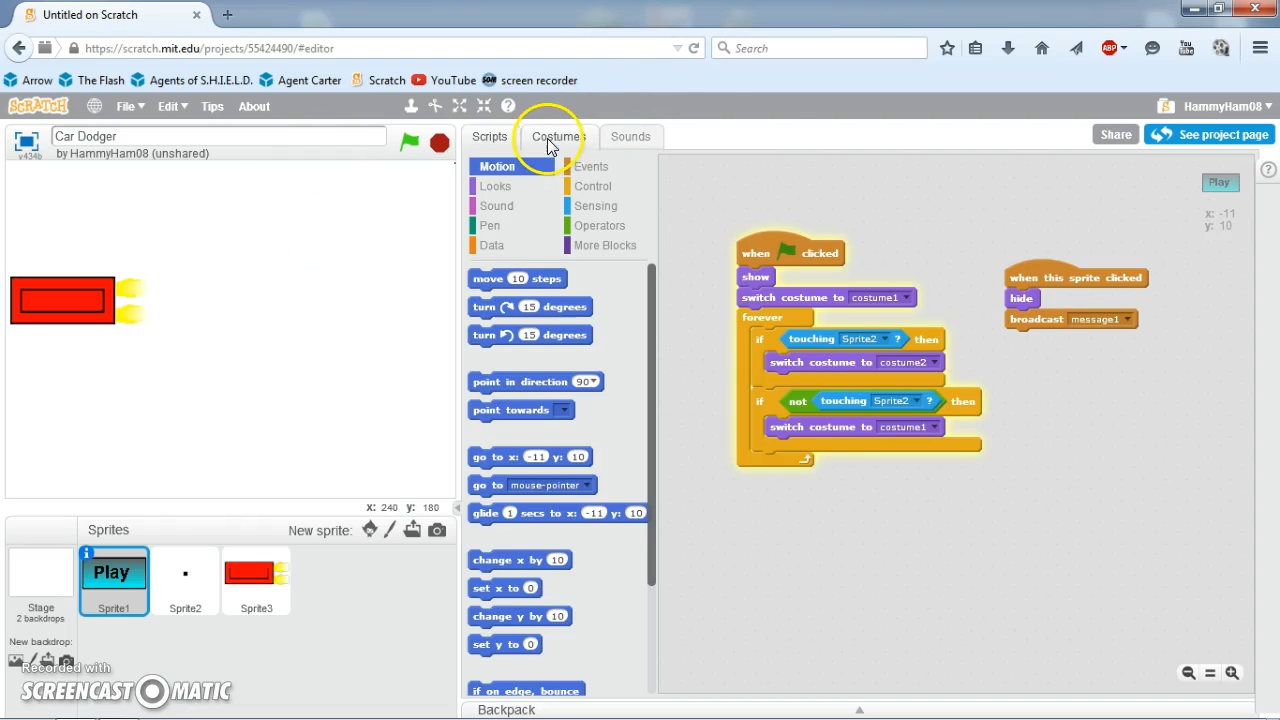 Untitled on Scratch
https://scratch.mit.edu/projects/55424490/#editor
Search
ABP
You Tube
Arrow The Flash Agents of S.H.I.E.L.D. Agent Carter Scratch YouTube SOM screen recorder
SCRATCH File Edit Tips About HammyHam08
Car Dodger
by HammyHam08 (unshared)
v434b
Scripts Costumes Sounds
Share See project page
Motion Events
Looks Control
Sound Sensing
Pen Operators
Data More Blocks
move 10 steps
turn 15 degrees
turn 15 degrees
point in direction 90
point towards
go to x: -11 y: 10
go to mouse-pointer
glide 1 secs to x: -11 y: 10
change x by 10
set x to 0
change y by 10
set y to 0
if on edge, bounce
when clicked
show
switch costume to costume1
forever
if touching Sprite2 ? then
switch costume to costume2
if not touching Sprite2 ? then
switch costume to costume1
when this sprite clicked
hide
broadcast message1
Play
x: -11
y: 10
x: 240 y: 180
Sprites New sprite:
Play
Stage
2 backdrops
Sprite1 Sprite2 Sprite3
New backdrop:
Recorded with
SCREENCAST MATIC
Backpack